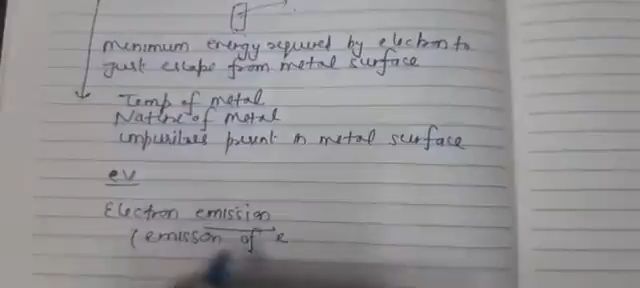 minimum energy required by electron to
just escape from metal surface
Temp of metal
Nature of metal
impurities present in metal surface
ev
Electron emission
(emisson of e